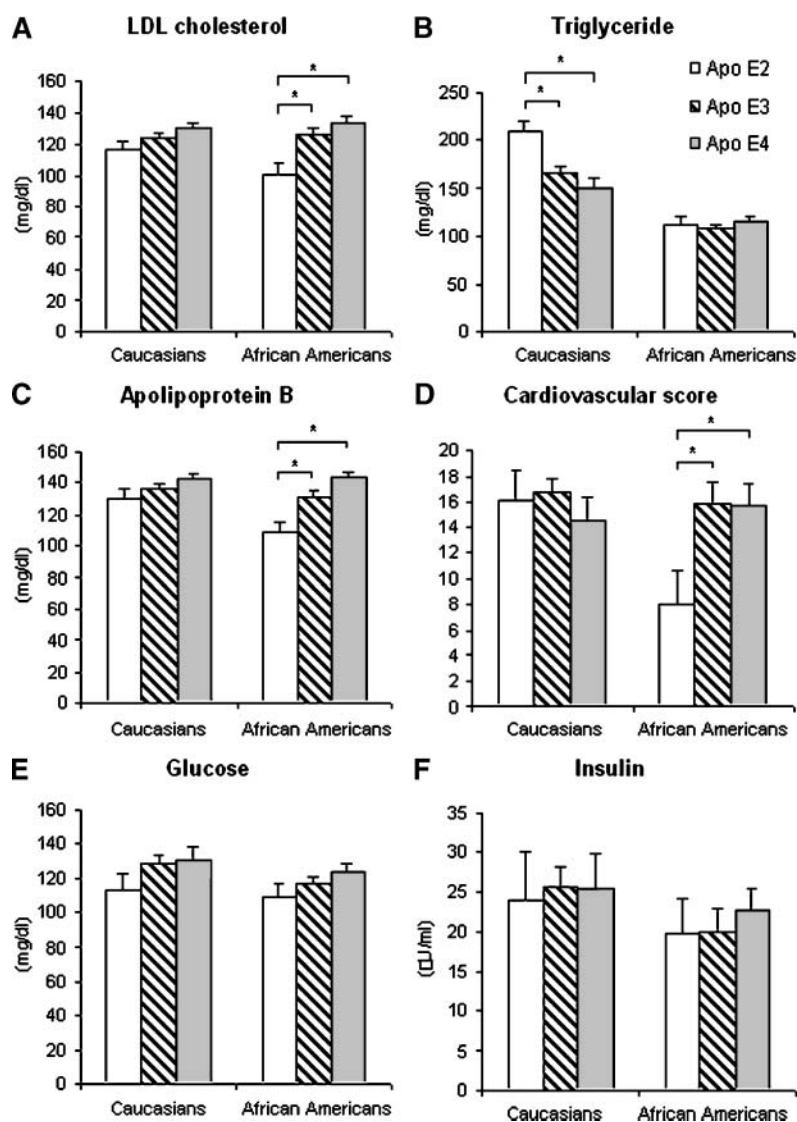 A
LDL cholesterol
160
140
120
100
80
60
40
20
0
(mg/dl)
*
*
Caucasians
African Americans
B
Triglyceride
250
200
150
100
50
0
(mg/dl)
*
*
Apo E2
Apo E3
Apo E4
Caucasians
African Americans
C
Apolipoprotein B
160
140
120
100
80
60
40
20
0
(mg/dl)
*
*
Caucasians
African Americans
D
Cardiovascular score
20
18
16
14
12
10
8
6
4
2
0
*
*
Caucasians
African Americans
E
Glucose
160
140
120
100
80
60
40
20
0
(mg/dl)
Caucasians
African Americans
F
Insulin
35
30
25
20
15
10
5
0
(□U/ml)
Caucasians
African Americans